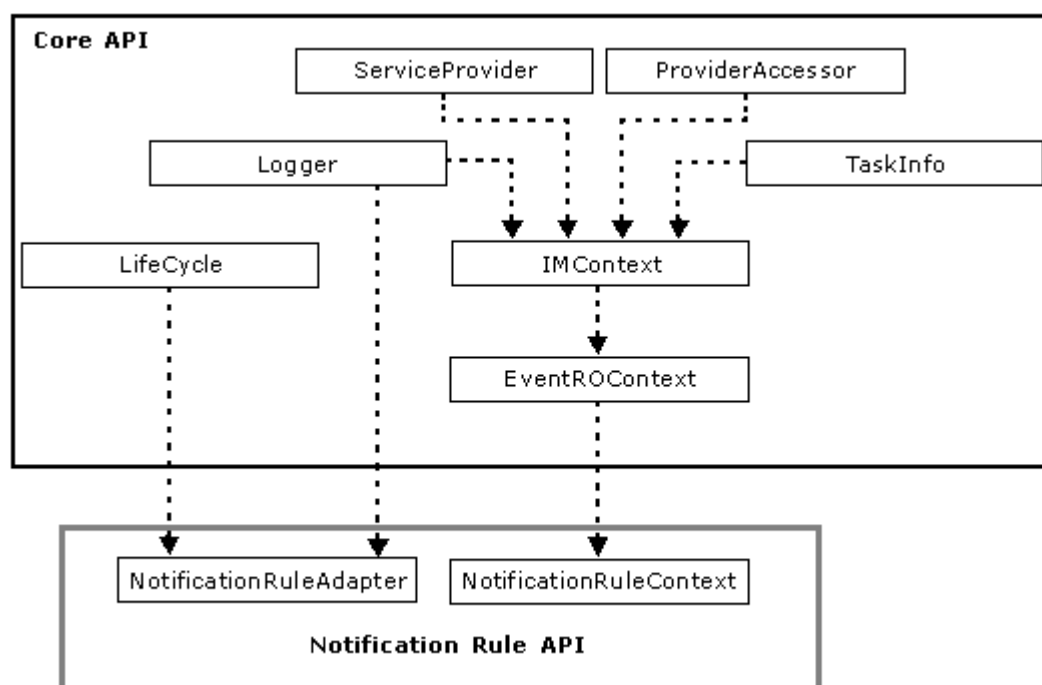 Core API
ServiceProvider
ProviderAccessor
Logger
TaskInfo
LifeCycle
IMContext
EventROContext
NotificationRuleAdapter
NotificationRuleContext
Notification Rule API